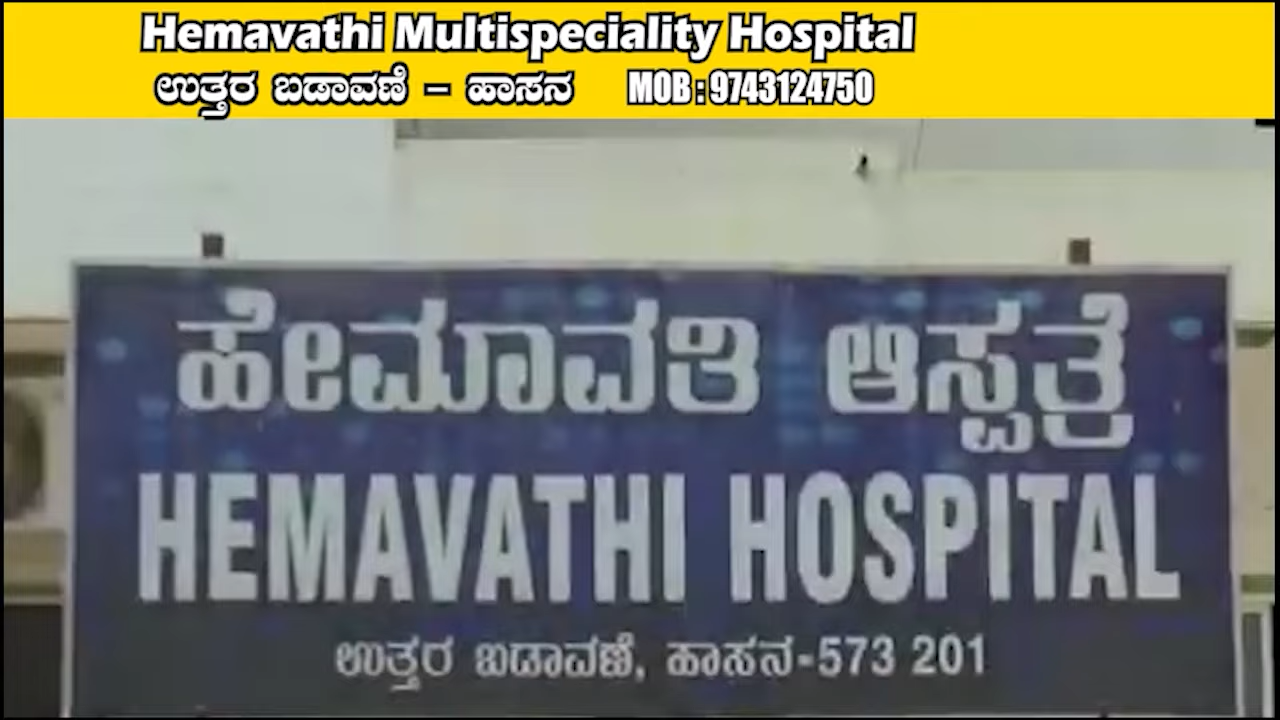 Hemavathi Multispeciality Hospital
ಉತ್ತರ ಬಡಾವಣೆ – ಹಾಸನ MOB : 9743124750
ಹೇಮಾವತಿ ಆಸ್ಪತ್ರೆ
HEMAVATHI HOSPITAL
ಉತ್ತರ ಬಡಾವಣೆ, ಹಾಸನ-573 201